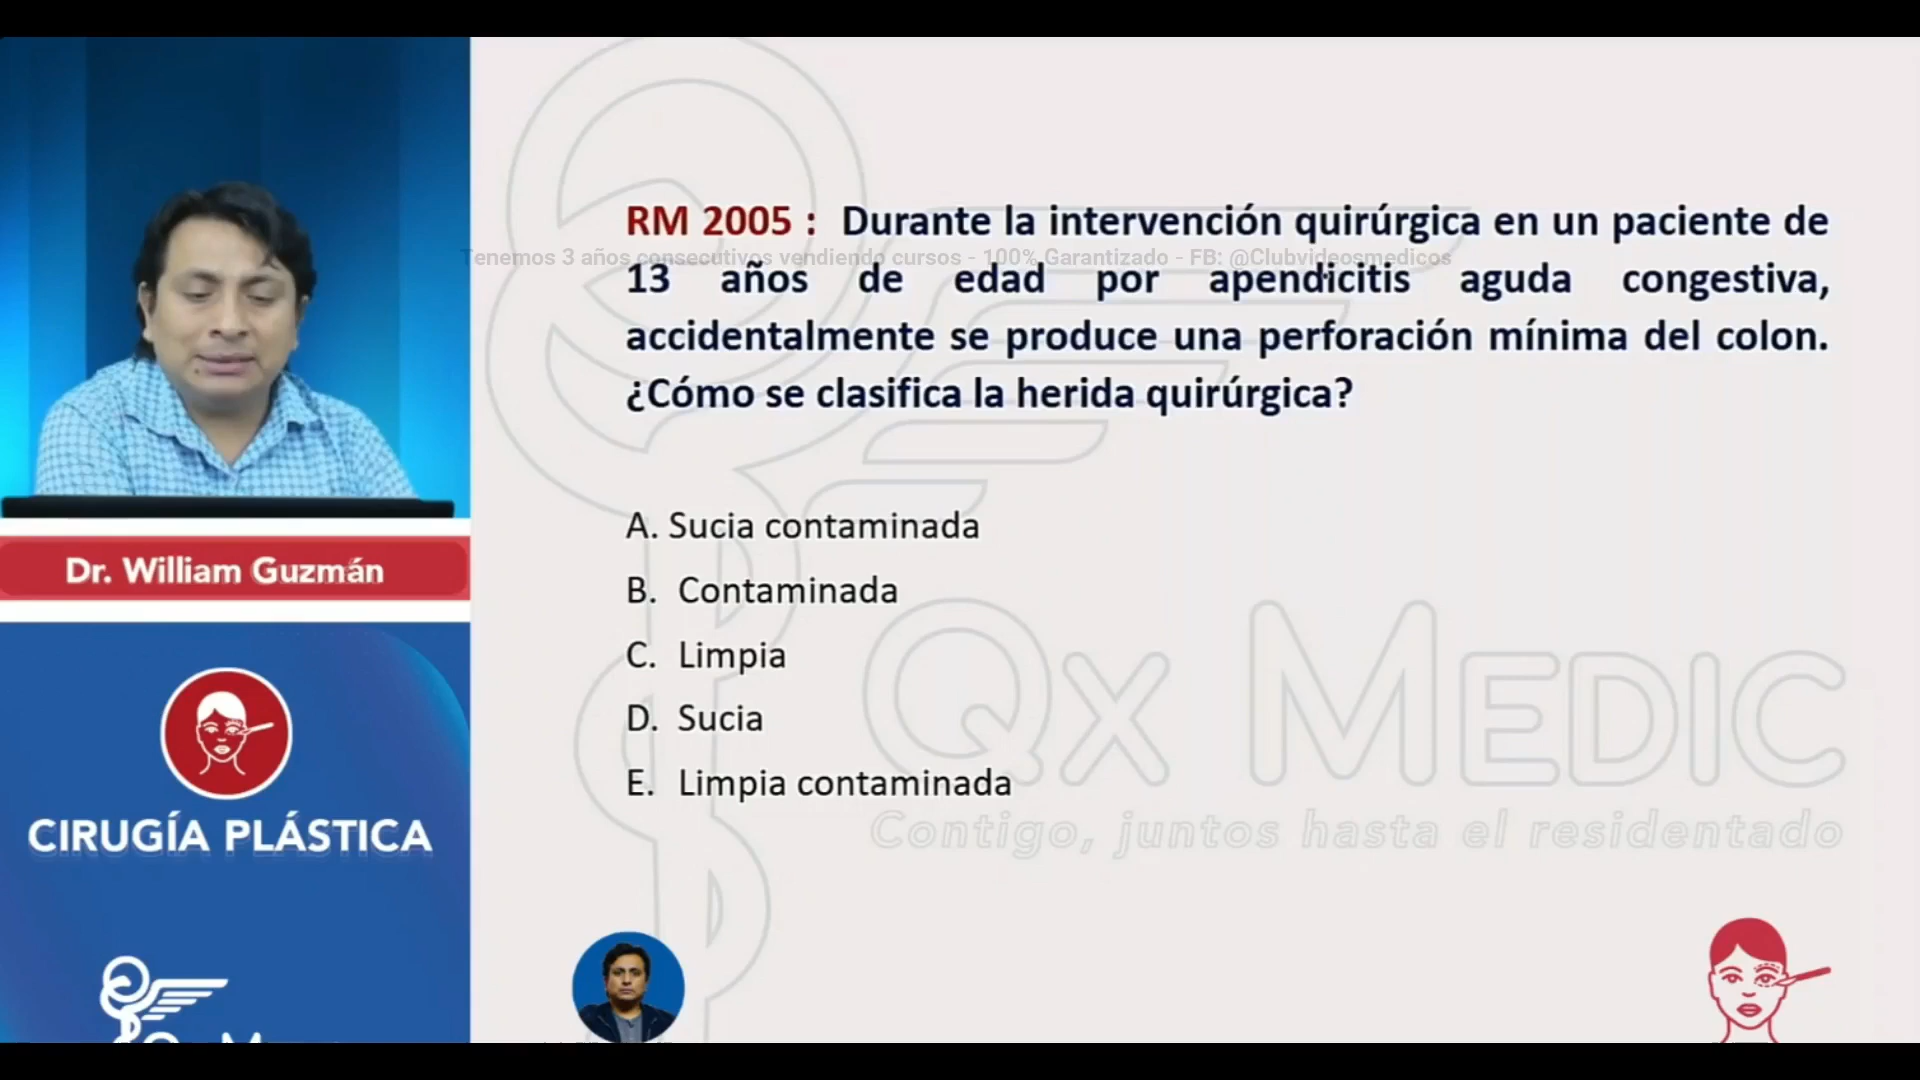 RM 2005 : Durante la intervención quirúrgica en un paciente de
Tenemos 3 años consecutivos vendiendo cursos - 100% Garantizado - FB: @Clubvideosmedicos
13 años de edad por apendicitis aguda congestiva,
accidentalmente se produce una perforación mínima del colon.
¿Cómo se clasifica la herida quirúrgica?
A. Sucia contaminada
B. Contaminada
C. Limpia
D. Sucia
E. Limpia contaminada
QX MEDIC
Contigo, juntos hasta el residentado
Dr. William Guzmán
CIRUGÍA PLÁSTICA